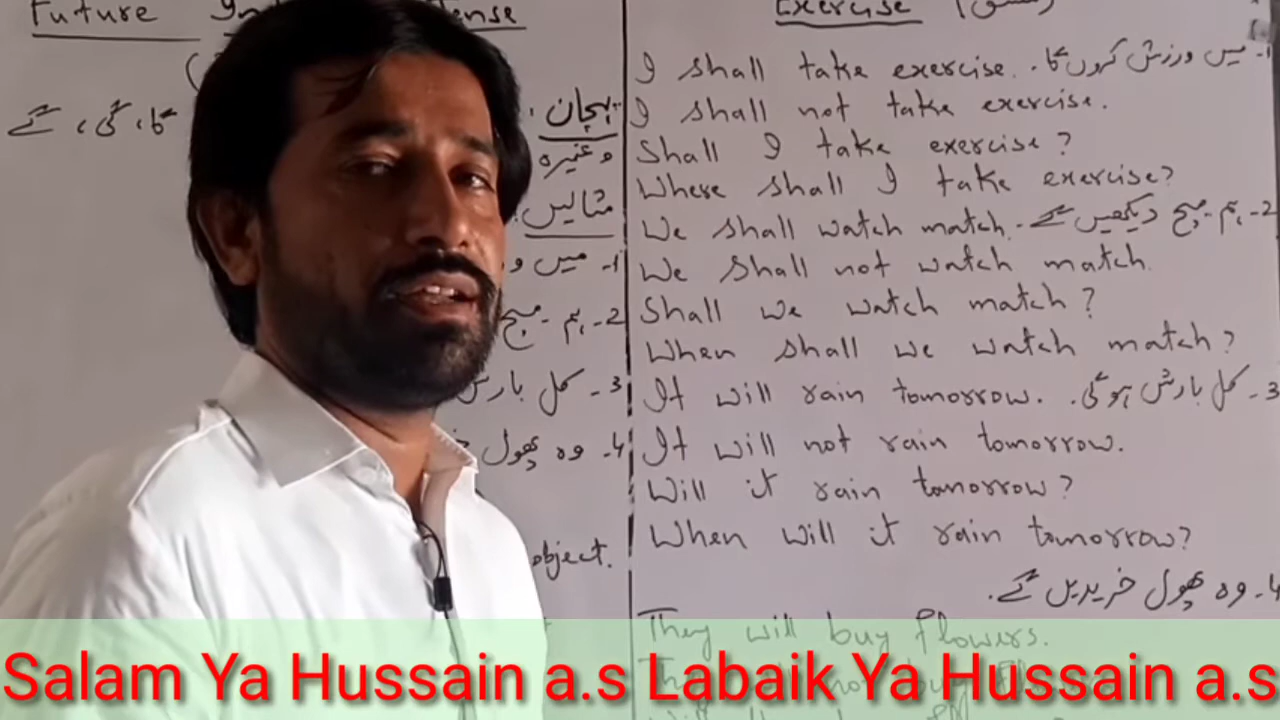 Future Tense
پہچان :
گا، گی، گے
وغیرہ
مثالیں:
1۔ میں
2۔ ہم میچ
3۔ کل بارش
4۔ وہ پھول
object.
Exercise (مشق)
I shall take exercise. 1۔ میں ورزش کروں گا۔
I shall not take exercise.
Shall I take exercise?
Where shall I take exercise?
We shall watch match. 2۔ ہم میچ دیکھیں گے۔
We shall not watch match.
Shall we watch match?
When shall we watch match?
It will rain tomorrow. 3۔ کل بارش ہوگی۔
It will not rain tomorrow.
Will it rain tomorrow?
When will it rain tomorrow?
4۔ وہ پھول خریدیں گے۔
They will buy flowers.
Salam Ya Hussain a.s Labaik Ya Hussain a.s